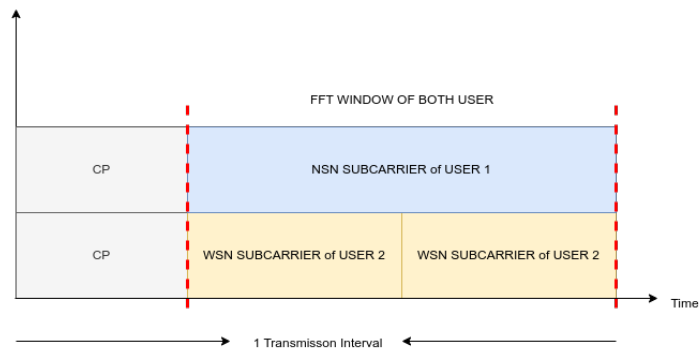 FFT WINDOW OF BOTH USER
CP
NSN SUBCARRIER of USER 1
CP
WSN SUBCARRIER of USER 2
WSN SUBCARRIER of USER 2
Time
1 Transmisson Interval